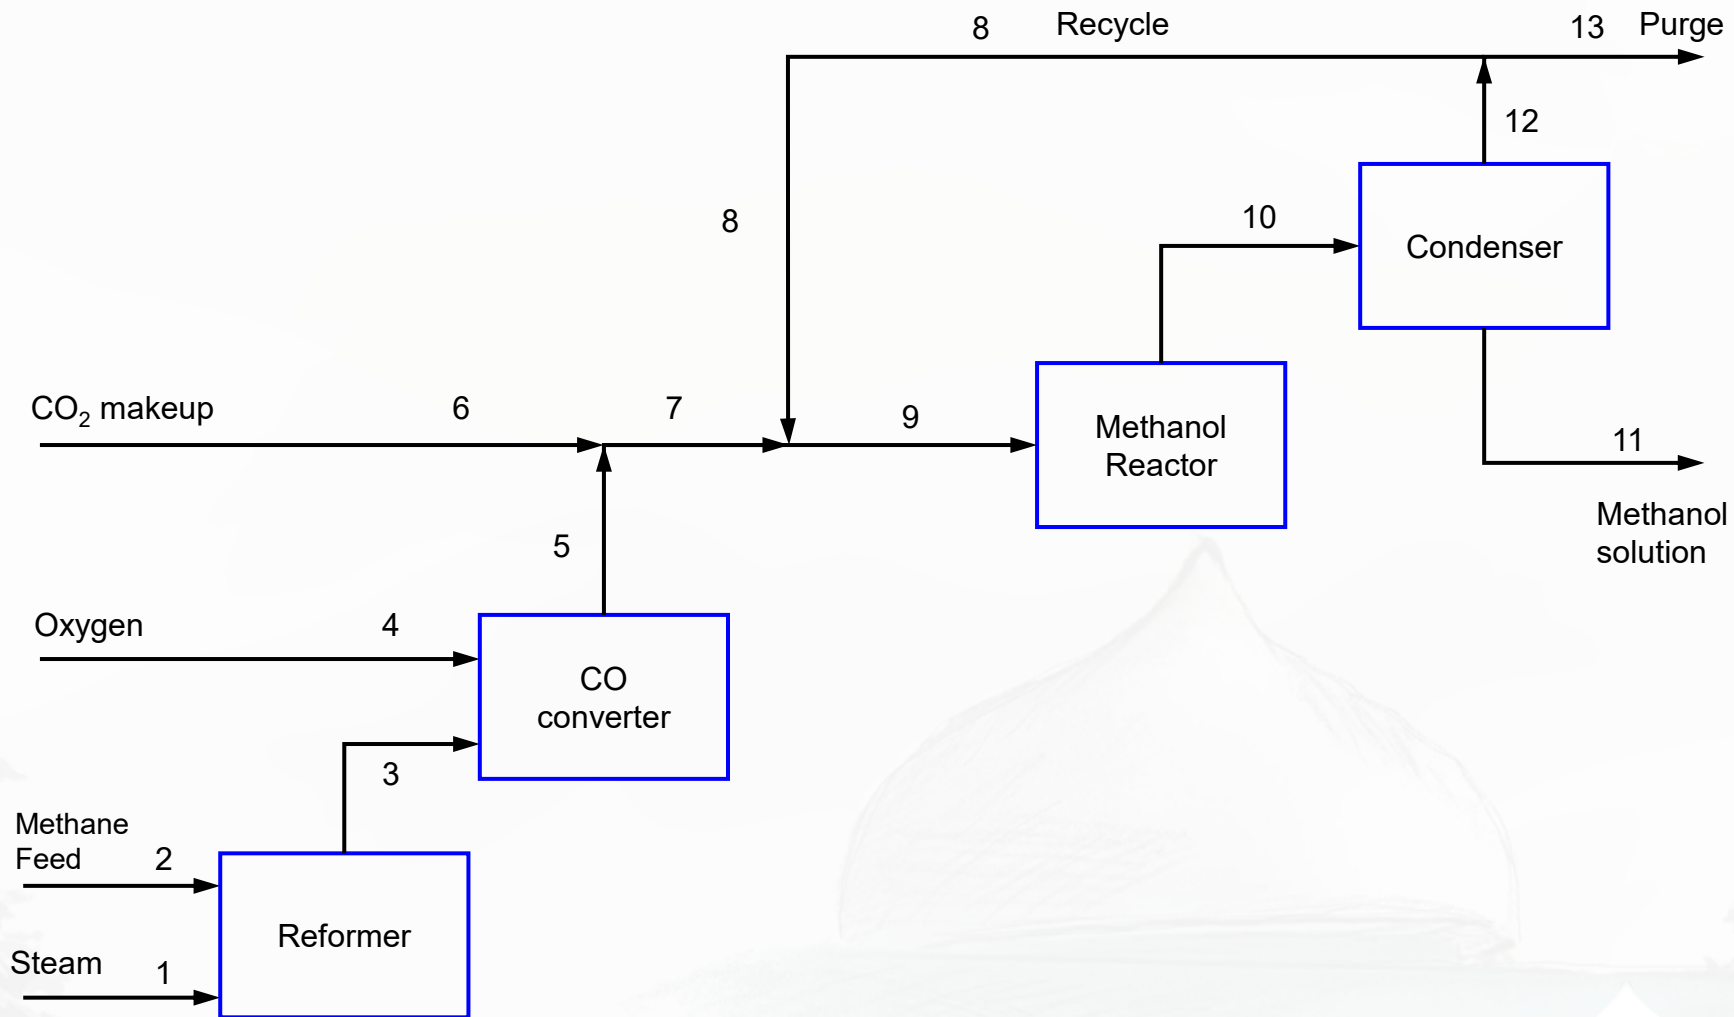 8 Recycle 13 Purge
12
8
10
Condenser
CO₂ makeup 6 7 9
Methanol
Reactor
11
Methanol
solution
5
Oxygen 4
CO
converter
3
Methane
Feed 2
Reformer
Steam 1